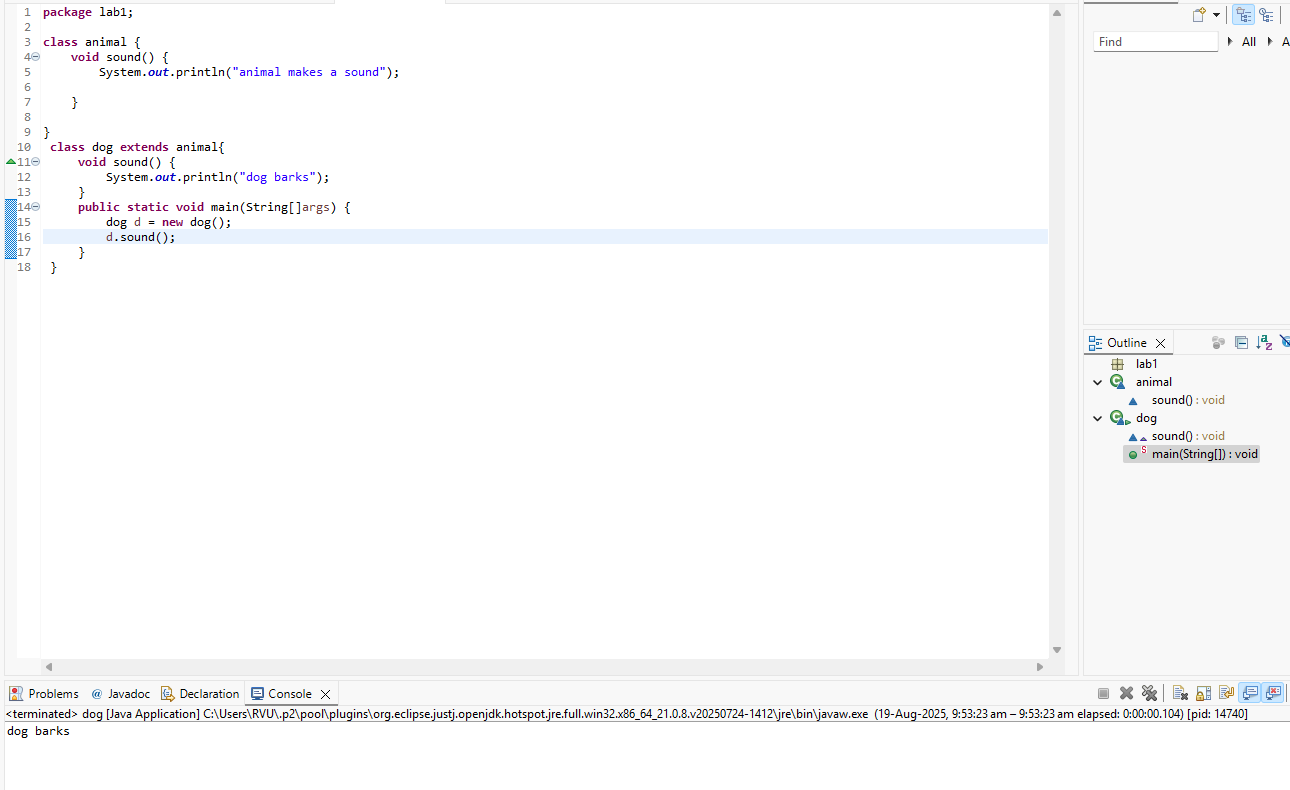 1 package lab1;
2
3 class animal {
4 void sound() {
5 System.out.println("animal makes a sound");
6
7 }
8
9 }
10 class dog extends animal{
11 void sound() {
12 System.out.println("dog barks");
13 }
14 public static void main(String[]args) {
15 dog d = new dog();
16 d.sound();
17 }
18 }
Find All A
Outline
lab1
animal
sound() : void
dog
sound() : void
main(String[]) : void
Problems @ Javadoc Declaration Console
<terminated> dog [Java Application] C:\Users\RVU\.p2\pool\plugins\org.eclipse.justj.openjdk.hotspot.jre.full.win32.x86_64_21.0.8.v20250724-1412\jre\bin\javaw.exe (19-Aug-2025, 9:53:23 am – 9:53:23 am elapsed: 0:00:00.104) [pid: 14740]
dog barks